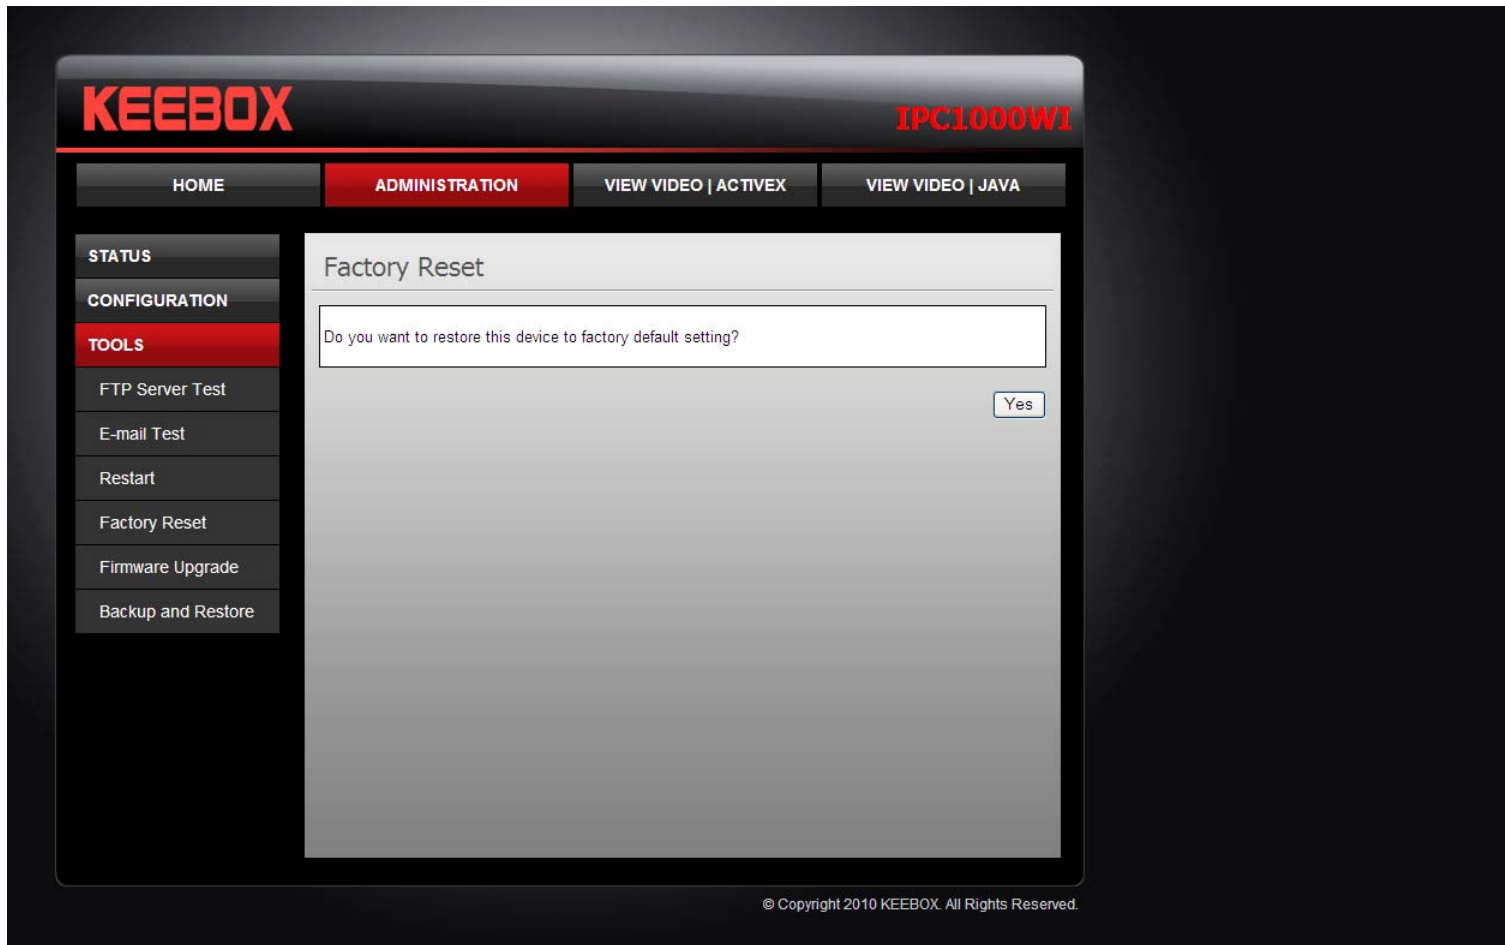 KEEBOX
IPC1000WI
HOME
ADMINISTRATION
VIEW VIDEO | ACTIVEX
VIEW VIDEO | JAVA
STATUS
CONFIGURATION
TOOLS
FTP Server Test
E-mail Test
Restart
Factory Reset
Firmware Upgrade
Backup and Restore
Factory Reset
Do you want to restore this device to factory default setting?
Yes
© Copyright 2010 KEEBOX. All Rights Reserved.